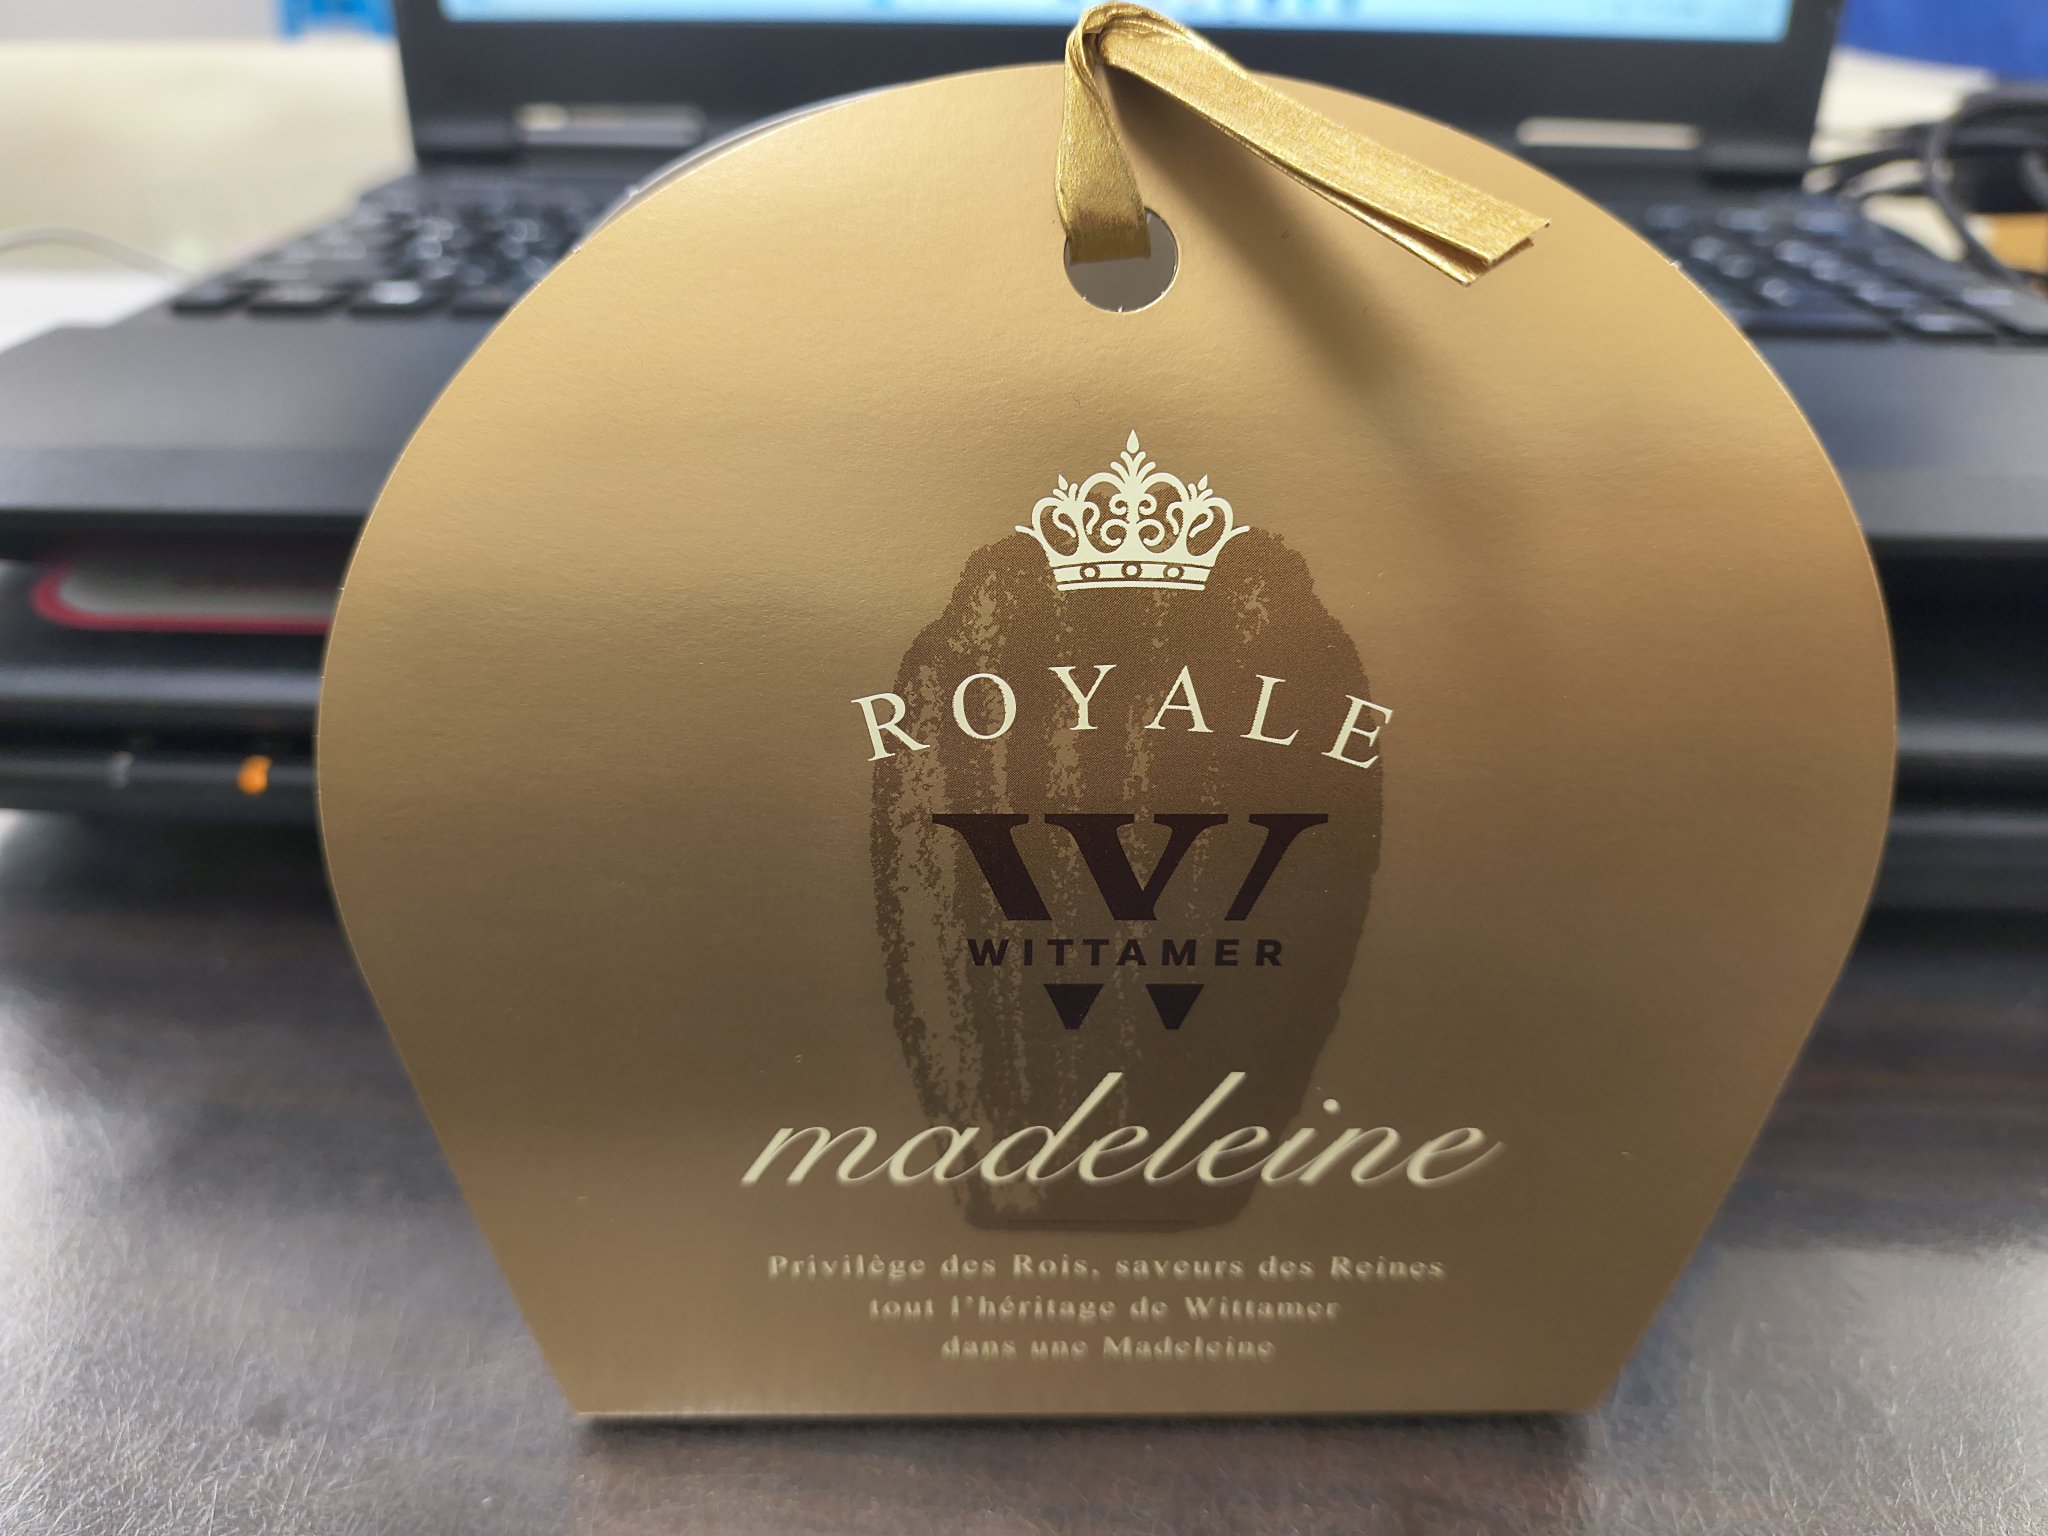 ROYALE
W
WITTAMER
madeleine
Privilège des Rois, saveurs des Reines
tout l'héritage de Wittamer
dans une Madeleine